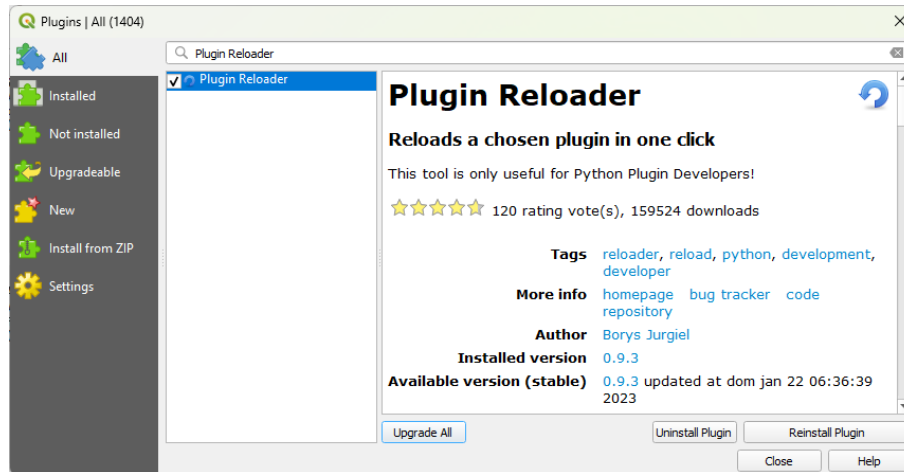 Plugins | All (1404)
All
Installed
Not installed
Upgradeable
New
Install from ZIP
Settings
Plugin Reloader
Plugin Reloader
Plugin Reloader
Reloads a chosen plugin in one click
This tool is only useful for Python Plugin Developers!
120 rating vote(s), 159524 downloads
Tags reloader, reload, python, development,
developer
More info homepage bug tracker code
repository
Author Borys Jurgiel
Installed version 0.9.3
Available version (stable) 0.9.3 updated at dom jan 22 06:36:39
2023
Upgrade All
Uninstall Plugin
Reinstall Plugin
Close
Help